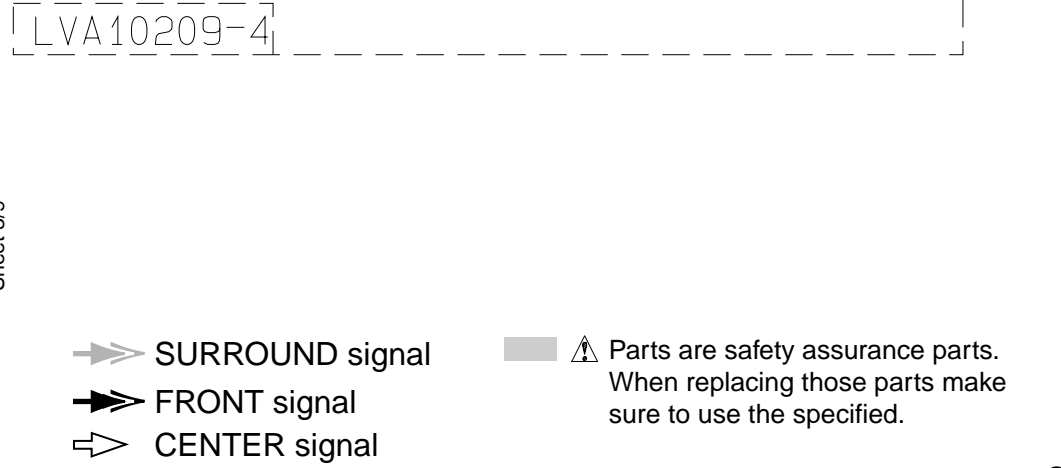 LVA10209-4
SURROUND signal
FRONT signal
CENTER signal
Parts are safety assurance parts.
When replacing those parts make
sure to use the specified.